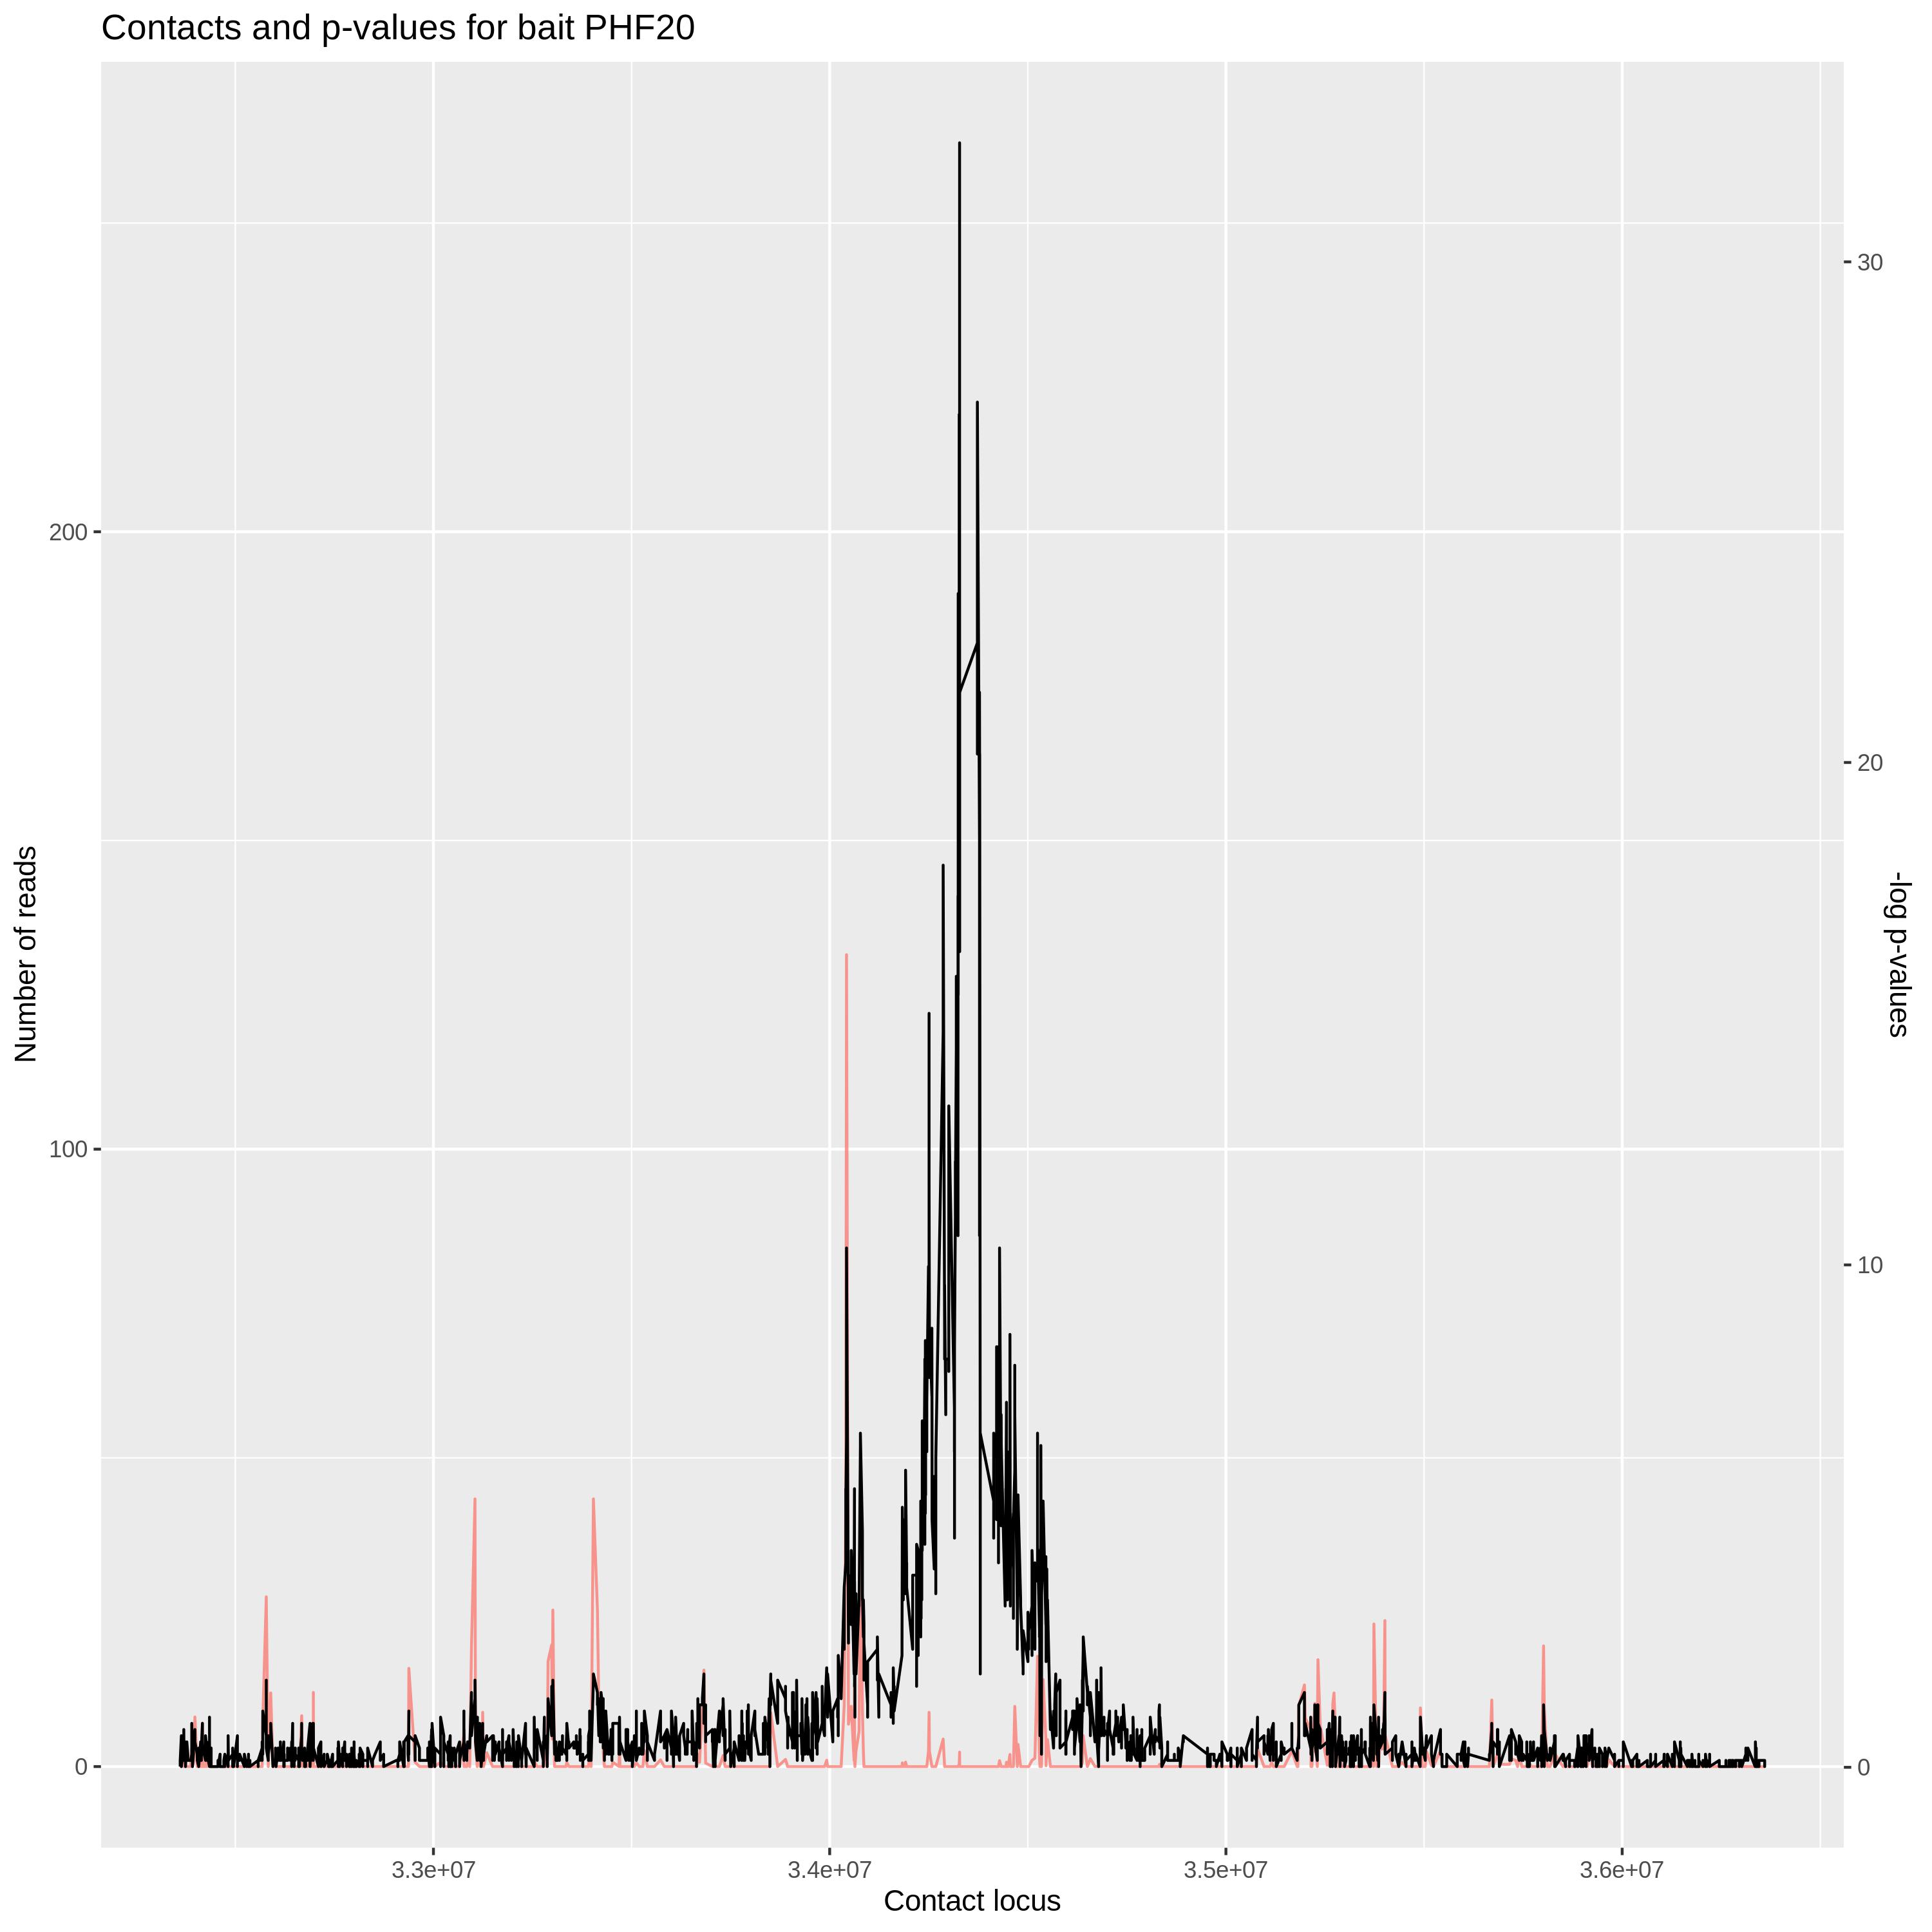 Contacts and p-values for bait PHF20
Number of reads
200
100
0
30
20
10
0
-log p-values
3.3e+07
3.4e+07
3.5e+07
3.6e+07
Contact locus